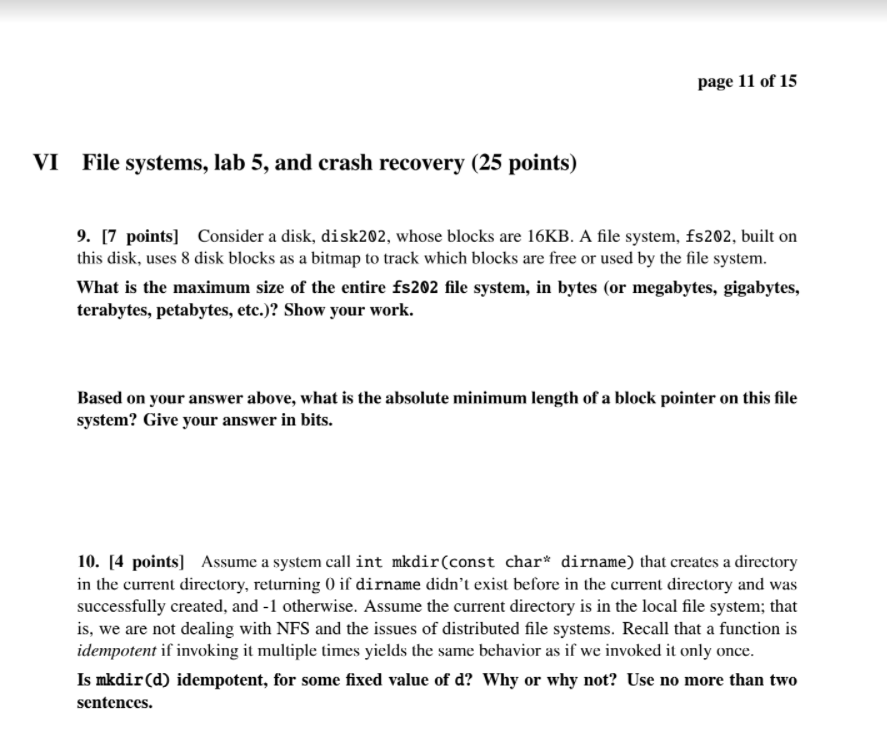 page 11 of 15
VI File systems, lab 5, and crash recovery (25 points)
9. [7 points] Consider a disk, disk202, whose blocks are 16KB. A file system, fs202, built on
this disk, uses 8 disk blocks as a bitmap to track which blocks are free or used by the file system.
What is the maximum size of the entire fs202 file system, in bytes (or megabytes, gigabytes,
terabytes, petabytes, etc.)? Show your work.
Based on your answer above, what is the absolute minimum length of a block pointer on this file
system? Give your answer in bits.
10. [4 points] Assume a system call int mkdir(const char* dirname) that creates a directory
in the current directory, returning 0 if dirname didn't exist before in the current directory and was
successfully created, and -1 otherwise. Assume the current directory is in the local file system; that
is, we are not dealing with NFS and the issues of distributed file systems. Recall that a function is
idempotent if invoking it multiple times yields the same behavior as if we invoked it only once.
Is mkdir(d) idempotent, for some fixed value of d? Why or why not? Use no more than two
sentences.